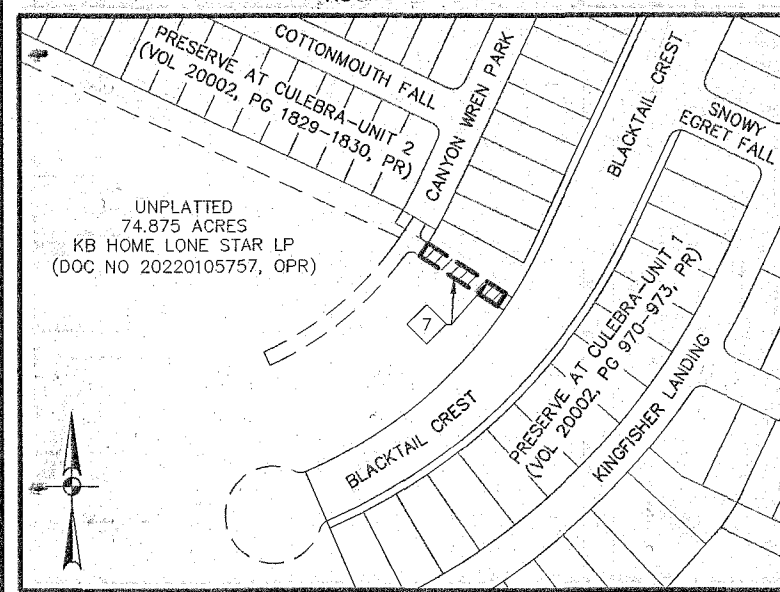 COTTONMOUTH FALL
PRESERVE AT CULEBRA-UNIT 2
(VOL 20002, PG 1829-1830, PR)
CANYON WREN PARK
BLACKTAIL CREST
SNOWY
EGRET FALL
UNPLATTED
74.875 ACRES
KB HOME LONE STAR LP
(DOC NO 20220105757, OPR)
7
PRESERVE AT CULEBRA-UNIT 1
(VOL 20002, PG 970-973, PR)
KINGFISHER LANDING
BLACKTAIL CREST